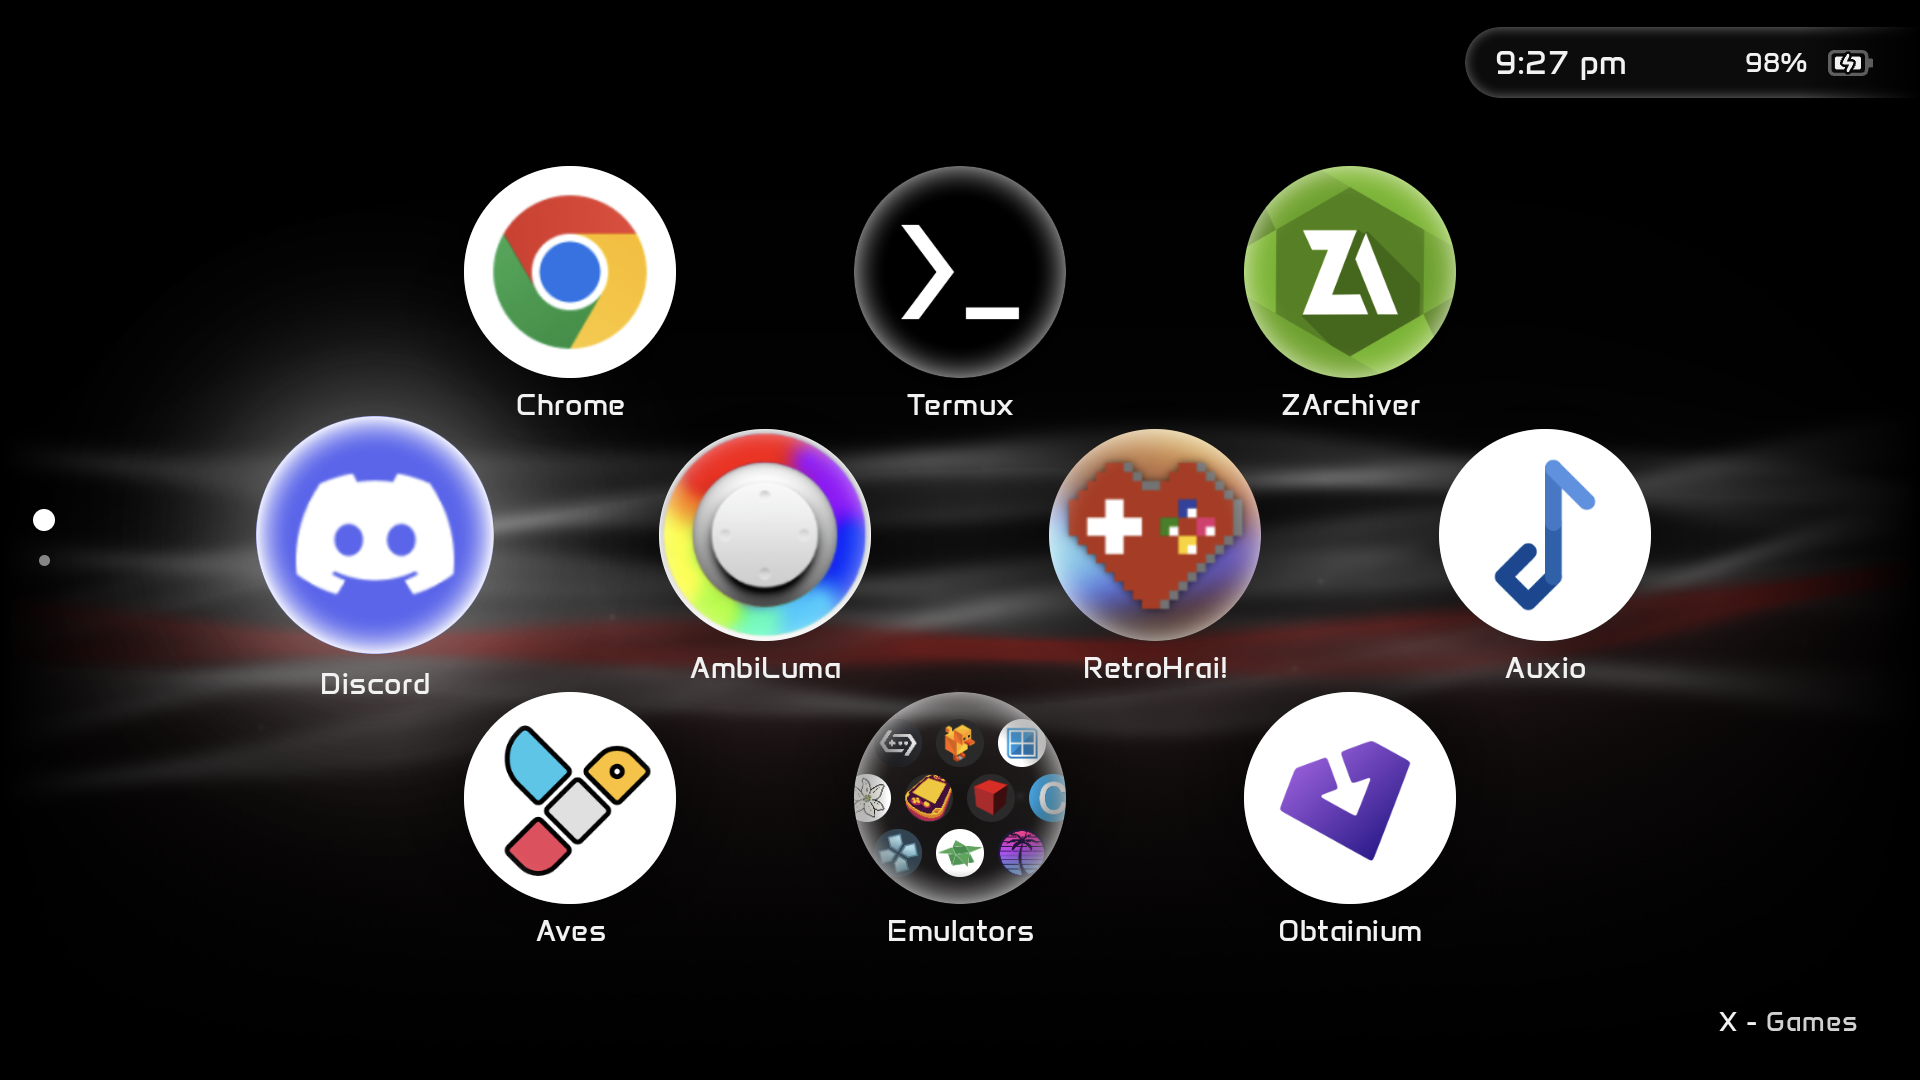 9:27 pm 98%
Chrome
Termux
ZArchiver
Discord
AmbiLuma
RetroHrai!
Auxio
Aves
Emulators
Obtainium
X - Games